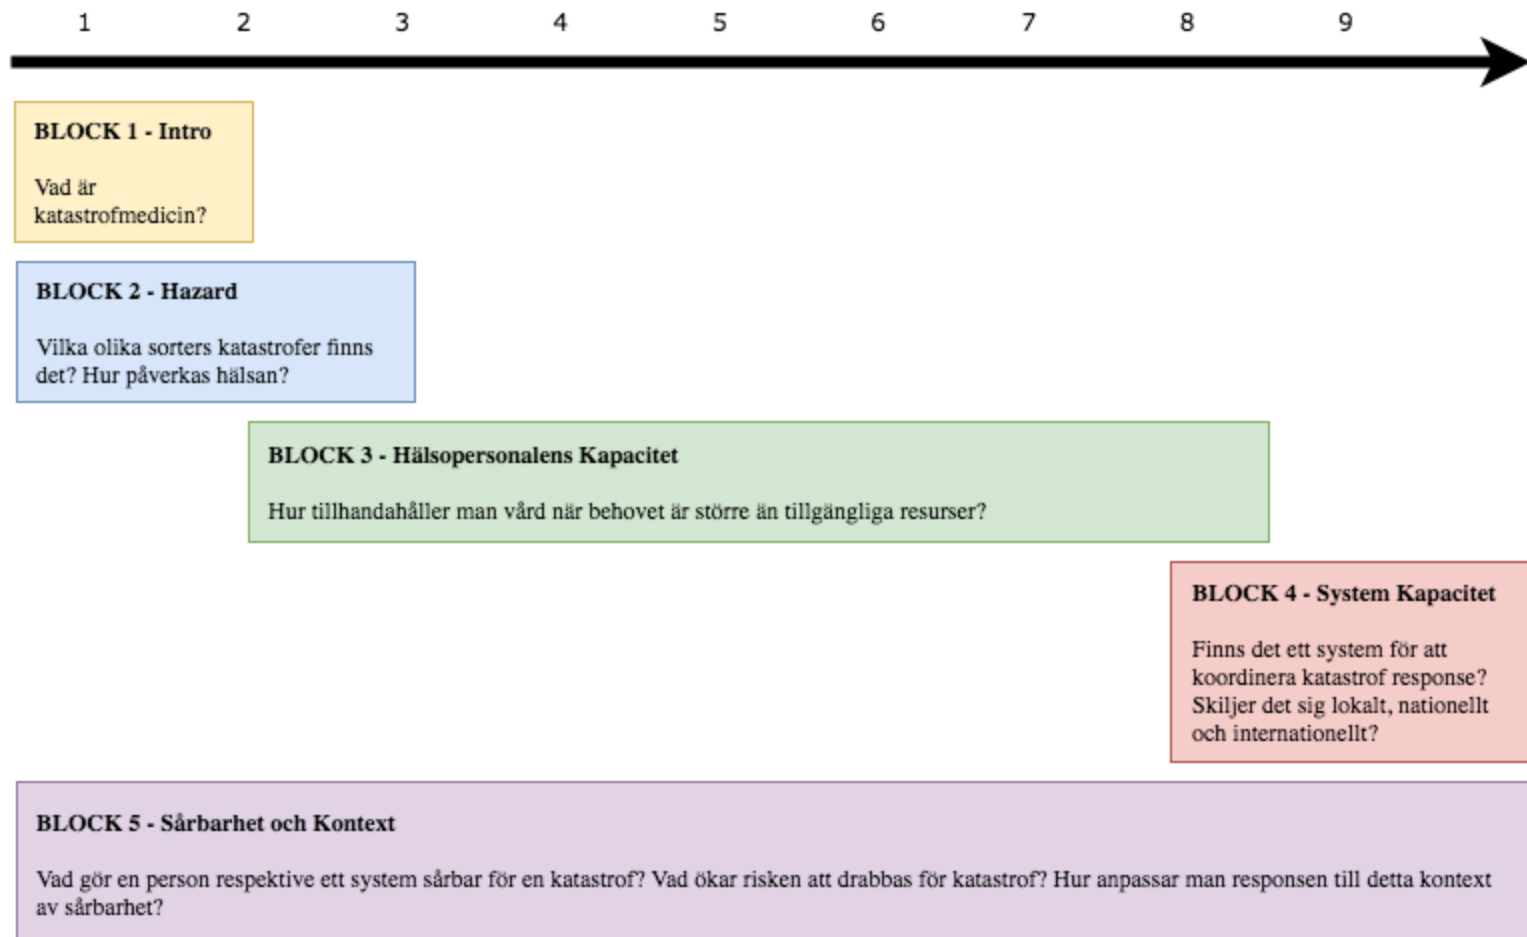 1 2 3 4 5 6 7 8 9
BLOCK 1 - Intro
Vad är
katastrofmedicin?
BLOCK 2 - Hazard
Vilka olika sorters katastrofer finns
det? Hur påverkas hälsan?
BLOCK 3 - Hälsopersonalens Kapacitet
Hur tillhandahåller man vård när behovet är större än tillgängliga resurser?
BLOCK 4 - System Kapacitet
Finns det ett system för att
koordinera katastrof response?
Skiljer det sig lokalt, nationellt
och internationellt?
BLOCK 5 - Sårbarhet och Kontext
Vad gör en person respektive ett system sårbar för en katastrof? Vad ökar risken att drabbas för katastrof? Hur anpassar man responsen till detta kontext
av sårbarhet?